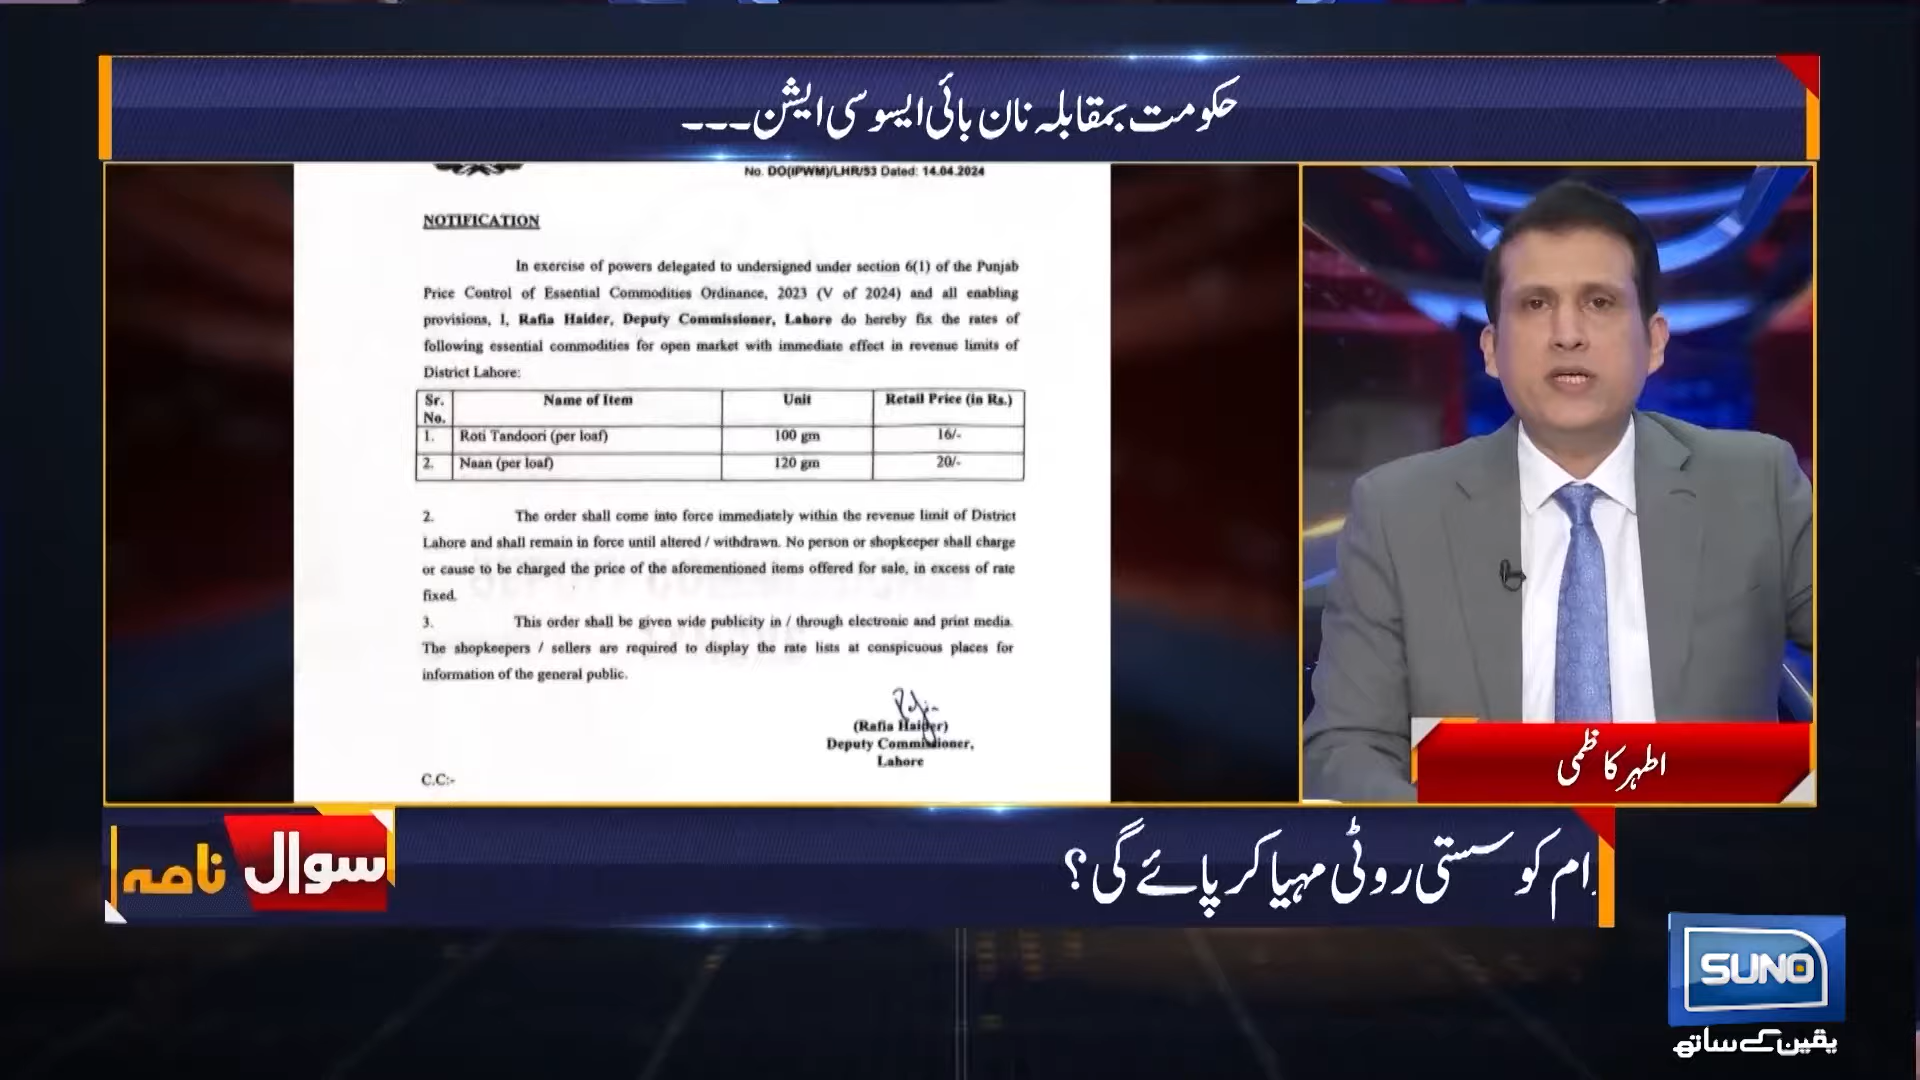 حکومت بمقابلہ نان بائی ایسوسی ایشن ---
No. DO(IPWM)/LHR/53 Dated: 14.04.2024
NOTIFICATION
In exercise of powers delegated to undersigned under section 6(1) of the Punjab
Price Control of Essential Commodities Ordinance, 2023 (V of 2024) and all enabling
provisions, I, Rafia Haider, Deputy Commissioner, Lahore do hereby fix the rates of
following essential commodities for open market with immediate effect in revenue limits of
District Lahore:
Sr. No. Name of Item Unit Retail Price (in Rs.)
1. Roti Tandoori (per loaf) 100 gm 16/-
2. Naan (per loaf) 120 gm 20/-
2. The order shall come into force immediately within the revenue limit of District
Lahore and shall remain in force until altered / withdrawn. No person or shopkeeper shall charge
or cause to be charged the price of the aforementioned items offered for sale, in excess of rate
fixed.
3. This order shall be given wide publicity in / through electronic and print media.
The shopkeepers / sellers are required to display the rate lists at conspicuous places for
information of the general public.
(Rafia Haider)
Deputy Commissioner,
Lahore
C.C:-
اطہر کاظمی
سوال نامہ
ام کو سستی روٹی مہیا کر پائے گی؟
SUNO
یقین کے ساتھ